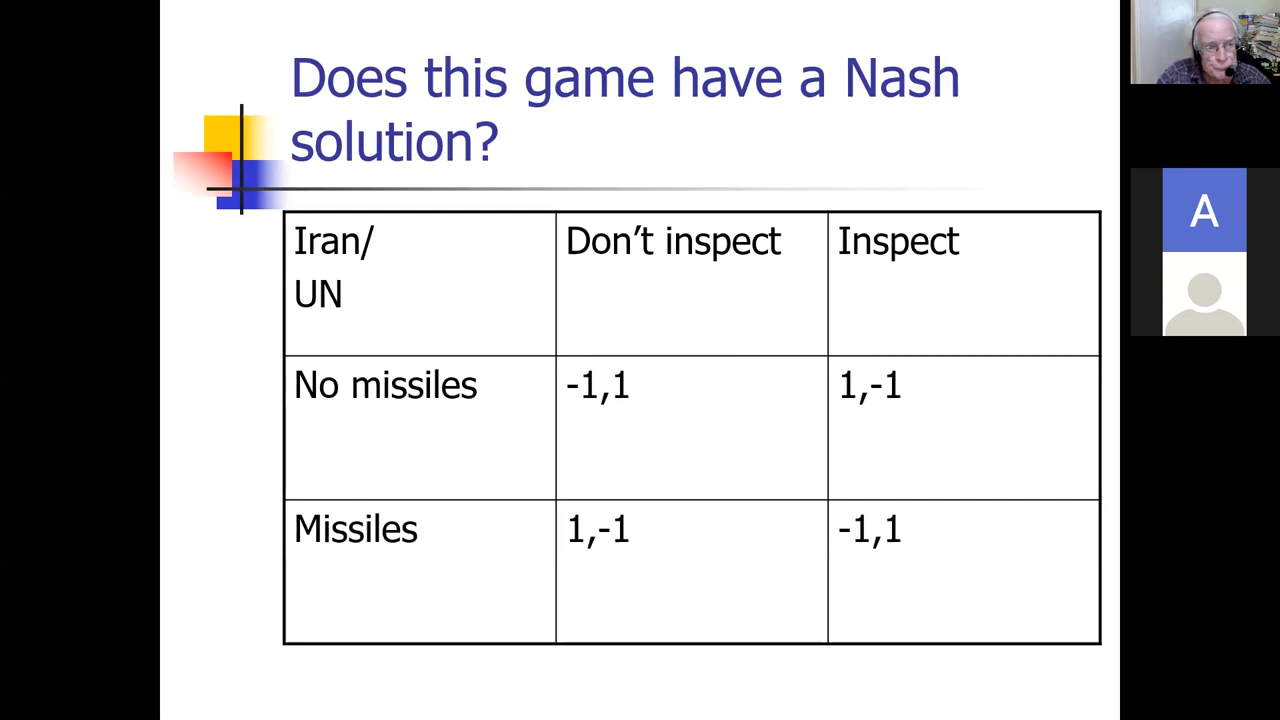 Does this game have a Nash
solution?
Iran/
UN
Don’t inspect
Inspect
No missiles
-1,1
1,-1
Missiles
1,-1
-1,1
A